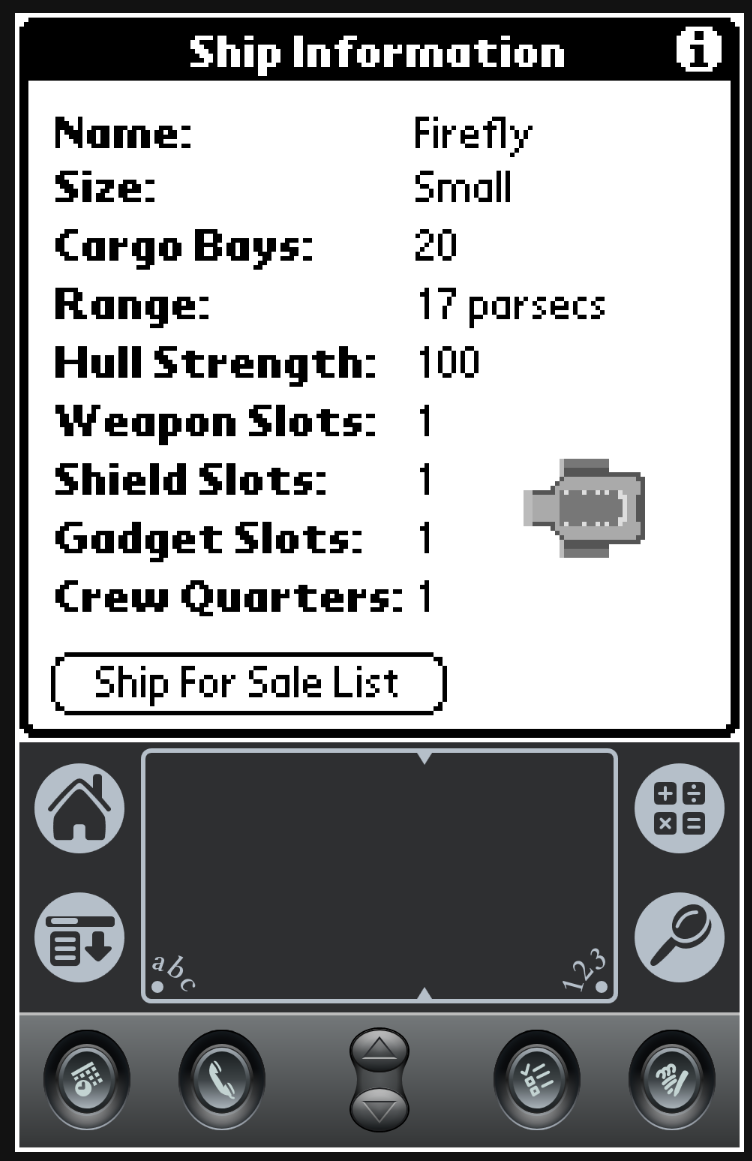 Ship Information
Name: Firefly
Size: Small
Cargo Bays: 20
Range: 17 parsecs
Hull Strength: 100
Weapon Slots: 1
Shield Slots: 1
Gadget Slots: 1
Crew Quarters: 1
Ship For Sale List
abc 123